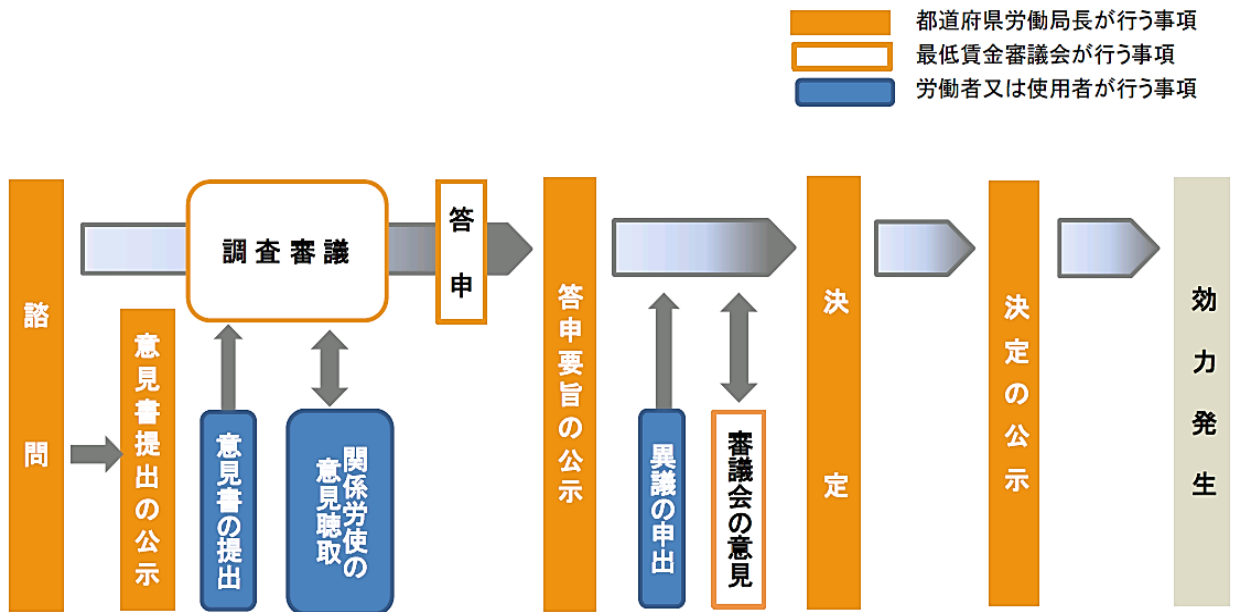 都道府県労働局長が行う事項
最低賃金審議会が行う事項
労働者又は使用者が行う事項
諮問
意見書提出の公示
調査審議
意見書の提出
関係労使の
意見聴取
答申
答申要旨の公示
異議の申出
審議会の意見
決定
決定の公示
効力発生